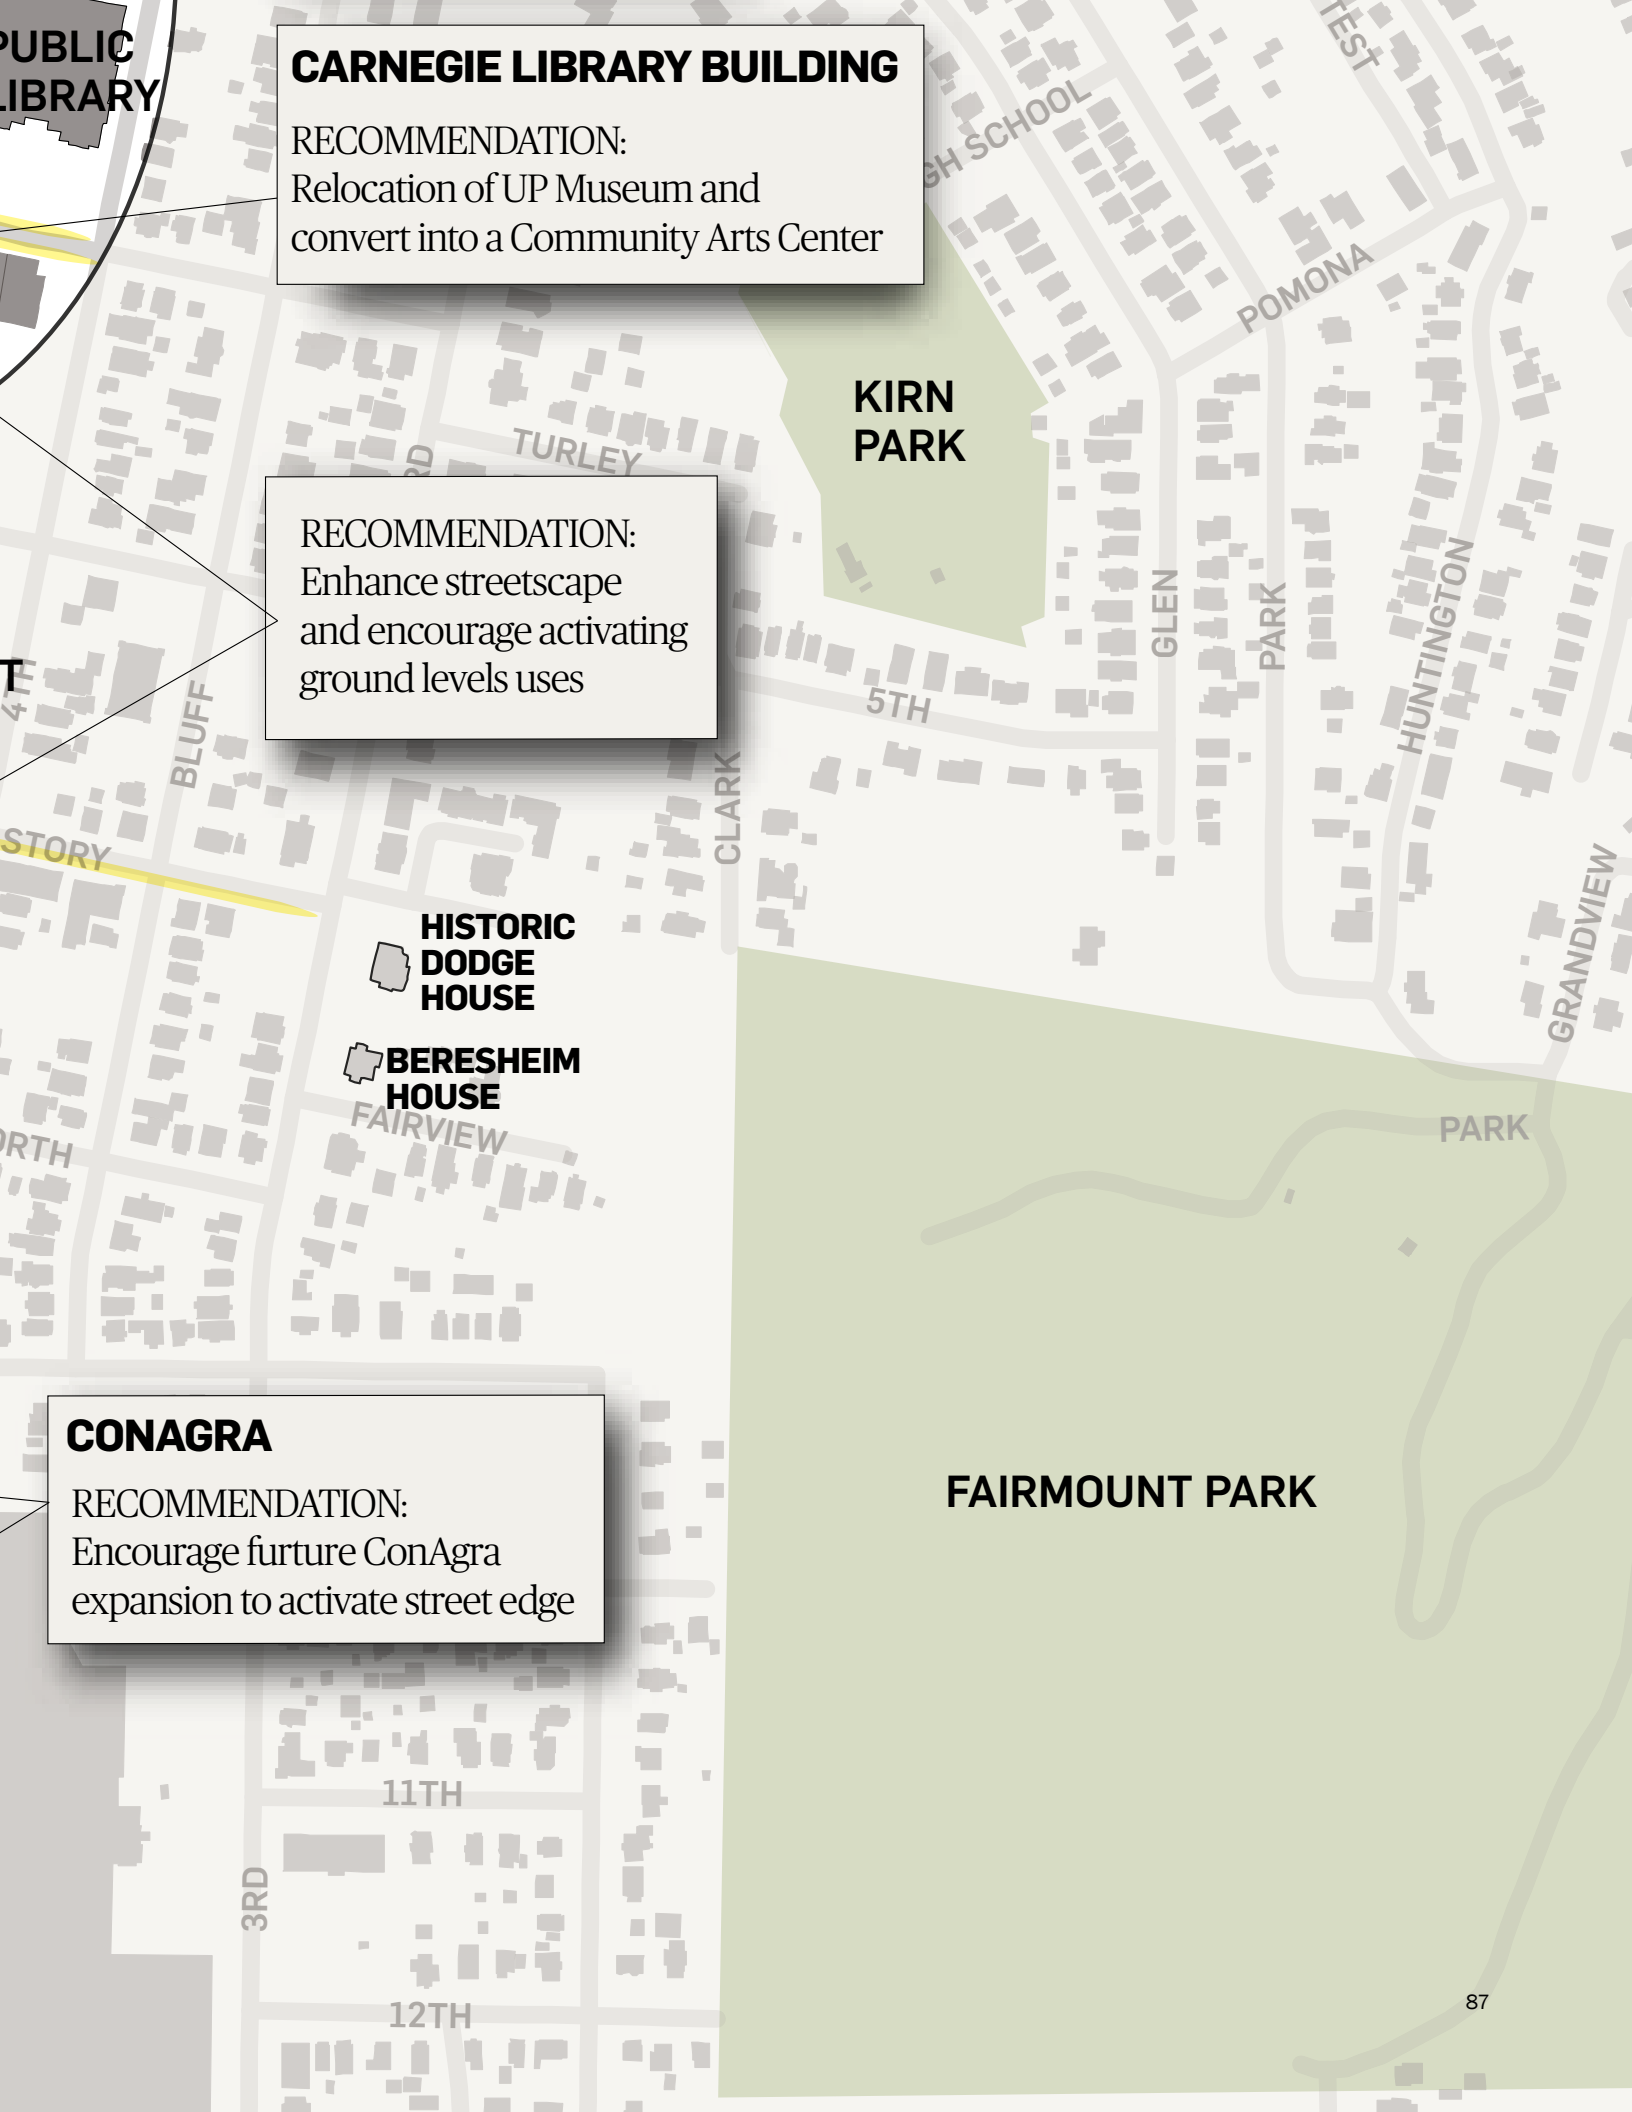 PUBLIC
LIBRARY
CARNEGIE LIBRARY BUILDING
RECOMMENDATION:
Relocation of UP Museum and
convert into a Community Arts Center
POMONA
KIRN
PARK
TURLEY
RECOMMENDATION:
Enhance streetscape
and encourage activating
ground levels uses
GLEN
PARK
HUNTINGTON
4TH
BLUFF
5TH
CLARK
STORY
GRANDVIEW
HISTORIC
DODGE
HOUSE
BERESHEIM
HOUSE
FAIRVIEW
PARK
CONAGRA
RECOMMENDATION:
Encourage furture ConAgra
expansion to activate street edge
FAIRMOUNT PARK
11TH
3RD
12TH
87